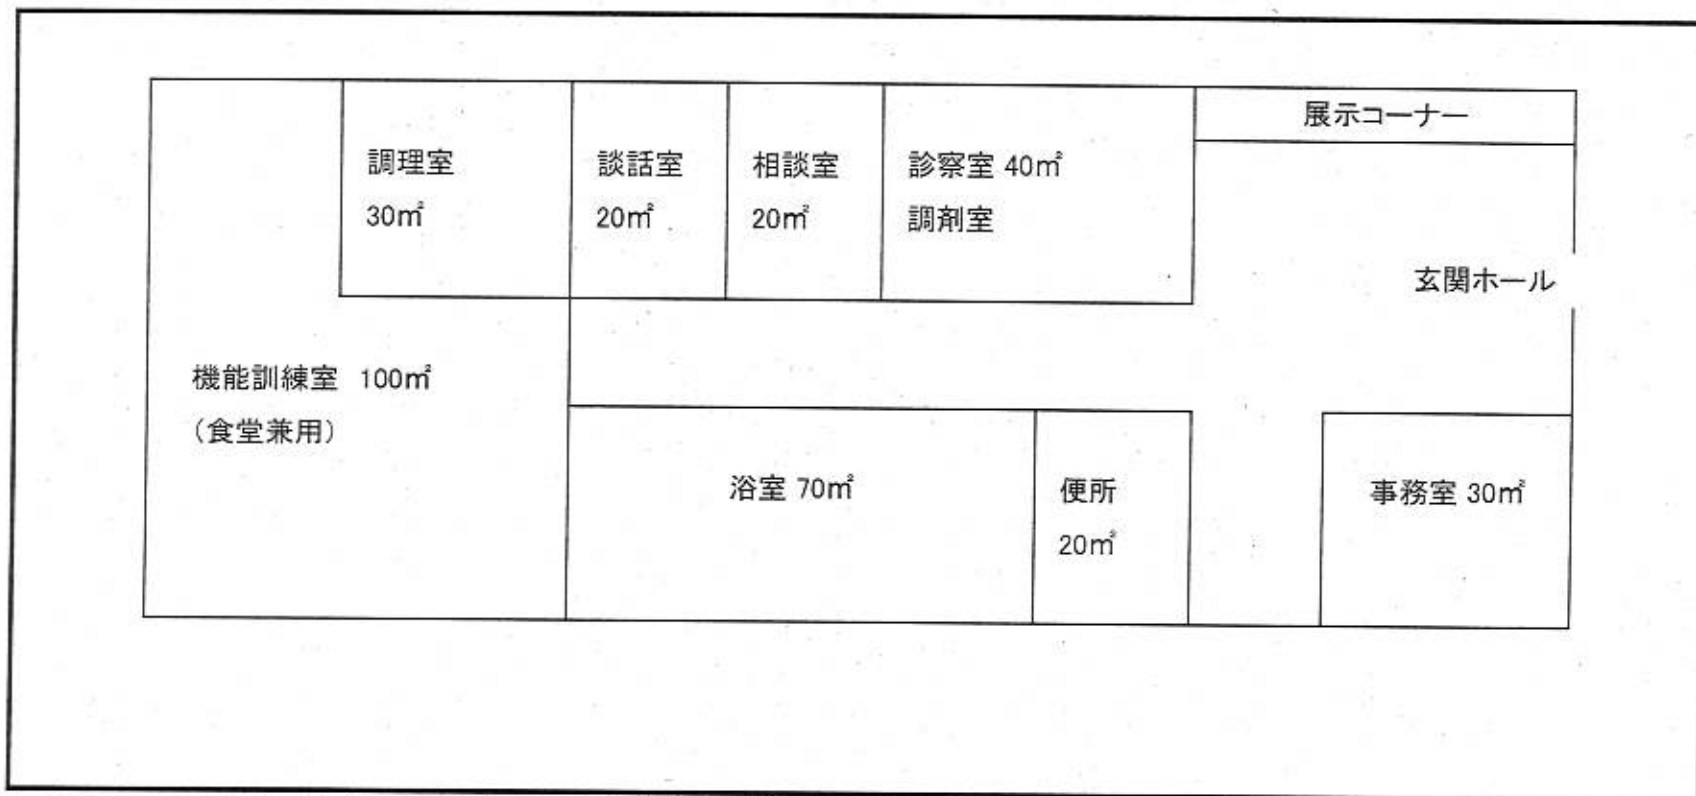 展示コーナー
調理室
30㎡
談話室
20㎡
相談室
20㎡
診察室 40㎡
調剤室
玄関ホール
機能訓練室 100㎡
（食堂兼用）
浴室 70㎡
便所
20㎡
事務室 30㎡